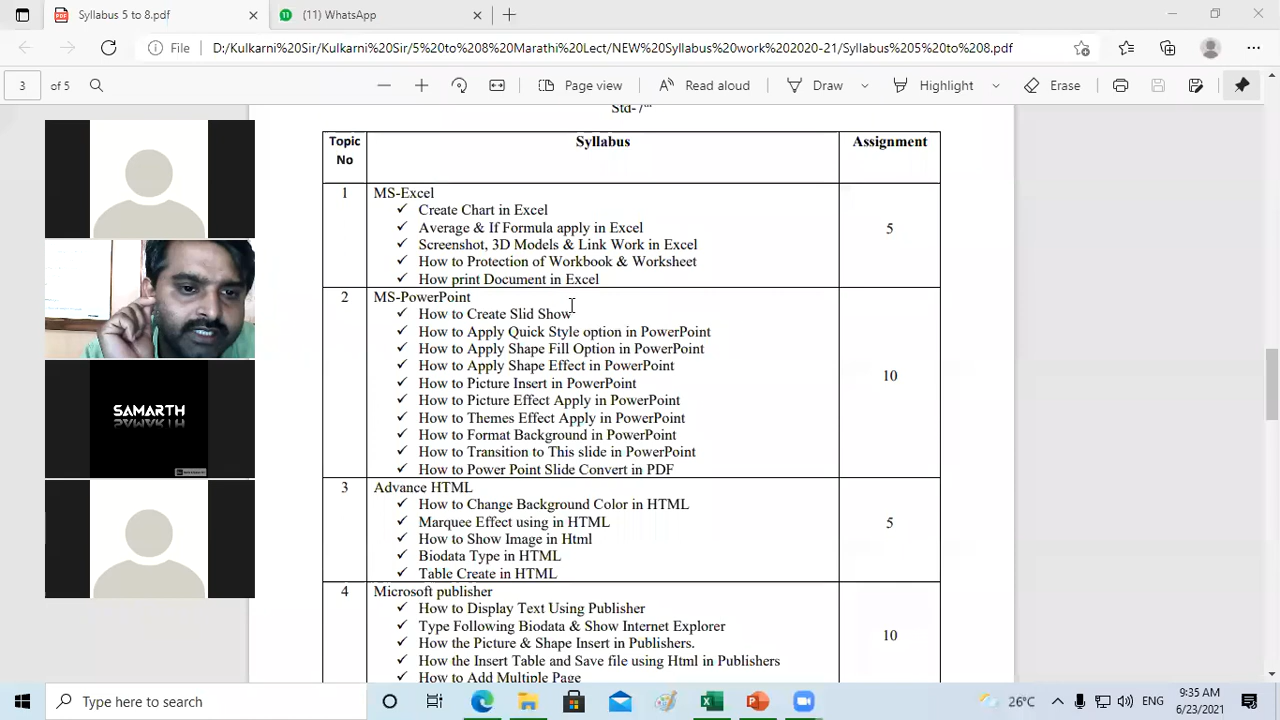 Syllabus 5 to 8.pdf
(11) WhatsApp
File
D:/Kulkarni%20Sir/Kulkarni%20Sir/5%20to%208%20Marathi%20Lect/NEW%20Syllabus%20work%202020-21/Syllabus%205%20to%208.pdf
3 of 5
Page view
Read aloud
Draw
Highlight
Erase
Topic No
Syllabus
Assignment
1
MS-Excel
✓ Create Chart in Excel
✓ Average & If Formula apply in Excel
✓ Screenshot, 3D Models & Link Work in Excel
✓ How to Protection of Workbook & Worksheet
✓ How print Document in Excel
5
2
MS-PowerPoint
✓ How to Create Slid Show
✓ How to Apply Quick Style option in PowerPoint
✓ How to Apply Shape Fill Option in PowerPoint
✓ How to Apply Shape Effect in PowerPoint
✓ How to Picture Insert in PowerPoint
✓ How to Picture Effect Apply in PowerPoint
✓ How to Themes Effect Apply in PowerPoint
✓ How to Format Background in PowerPoint
✓ How to Transition to This slide in PowerPoint
✓ How to Power Point Slide Convert in PDF
10
3
Advance HTML
✓ How to Change Background Color in HTML
✓ Marquee Effect using in HTML
✓ How to Show Image in Html
✓ Biodata Type in HTML
✓ Table Create in HTML
5
4
Microsoft publisher
✓ How to Display Text Using Publisher
✓ Type Following Biodata & Show Internet Explorer
✓ How the Picture & Shape Insert in Publishers.
✓ How the Insert Table and Save file using Html in Publishers
✓ How to Add Multiple Page
10
SAMARTH
Type here to search
26°C
ENG
9:35 AM
6/23/2021